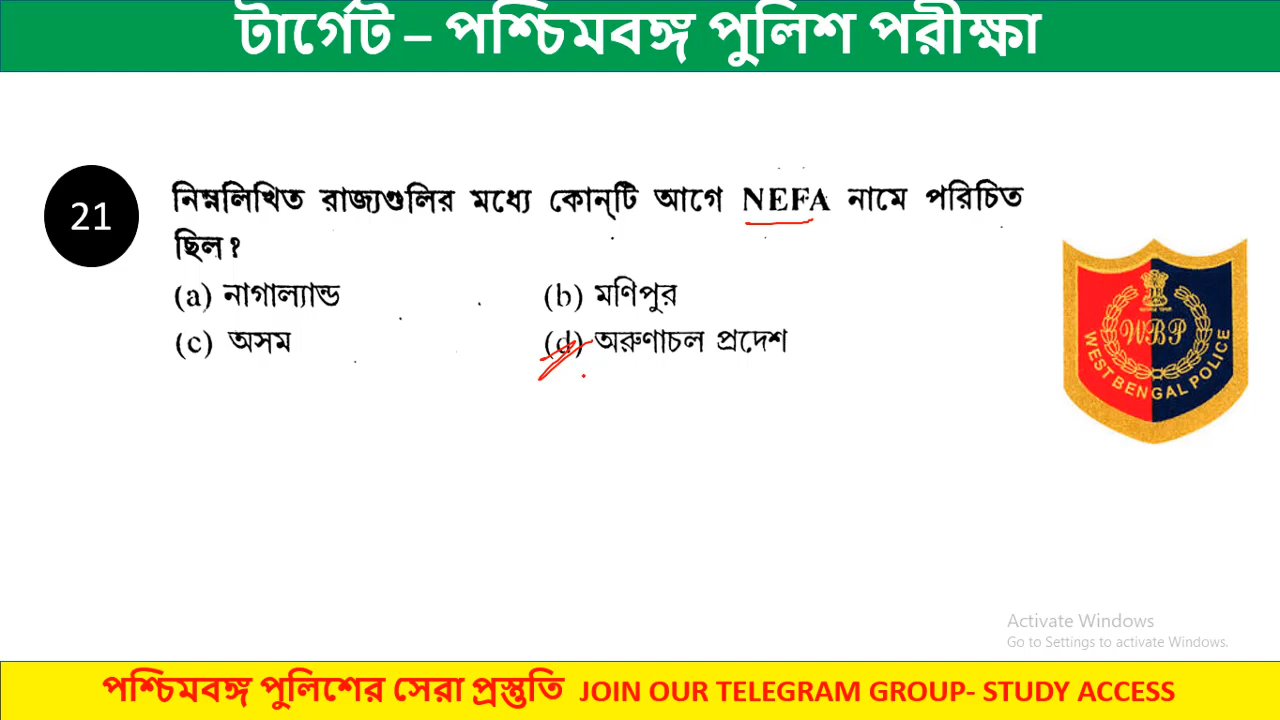 টার্গেট – পশ্চিমবঙ্গ পুলিশ পরীক্ষা
21
নিম্নলিখিত রাজ্যগুলির মধ্যে কোন্‌টি আগে NEFA নামে পরিচিত
ছিল?
(a) নাগাল্যান্ড (b) মণিপুর
(c) অসম (d) অরুণাচল প্রদেশ
WBP
WEST BENGAL POLICE
Activate Windows
Go to Settings to activate Windows.
পশ্চিমবঙ্গ পুলিশের সেরা প্রস্তুতি JOIN OUR TELEGRAM GROUP- STUDY ACCESS